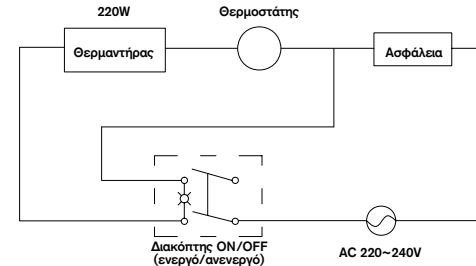 220W
Θερμοστάτης
Θερμαντήρας
Ασφάλεια
Διακόπτης ON/OFF
(ενεργό/ανενεργό)
AC 220~240V